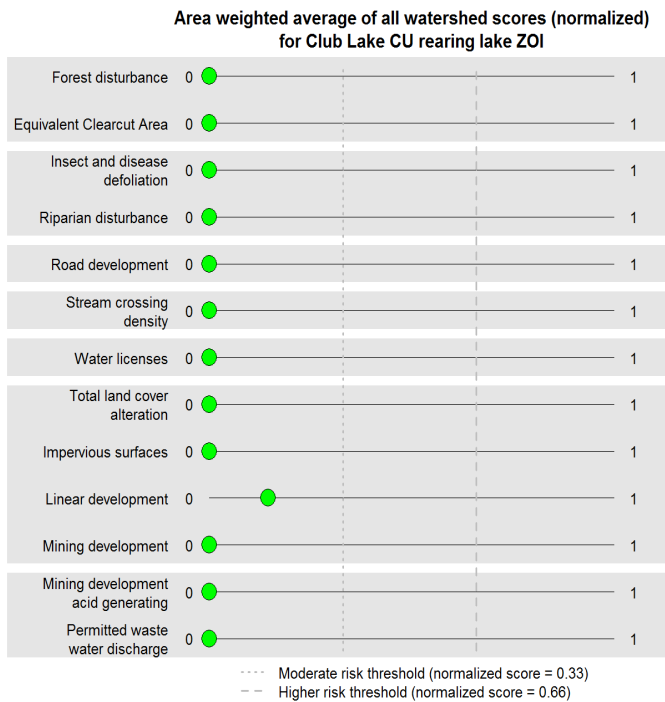 Area weighted average of all watershed scores (normalized)
for Club Lake CU rearing lake ZOI
Forest disturbance 0 1
Equivalent Clearcut Area 0 1
Insect and disease
defoliation 0 1
Riparian disturbance 0 1
Road development 0 1
Stream crossing
density 0 1
Water licenses 0 1
Total land cover
alteration 0 1
Impervious surfaces 0 1
Linear development 0 1
Mining development 0 1
Mining development
acid generating 0 1
Permitted waste
water discharge 0 1
Moderate risk threshold (normalized score = 0.33)
Higher risk threshold (normalized score = 0.66)